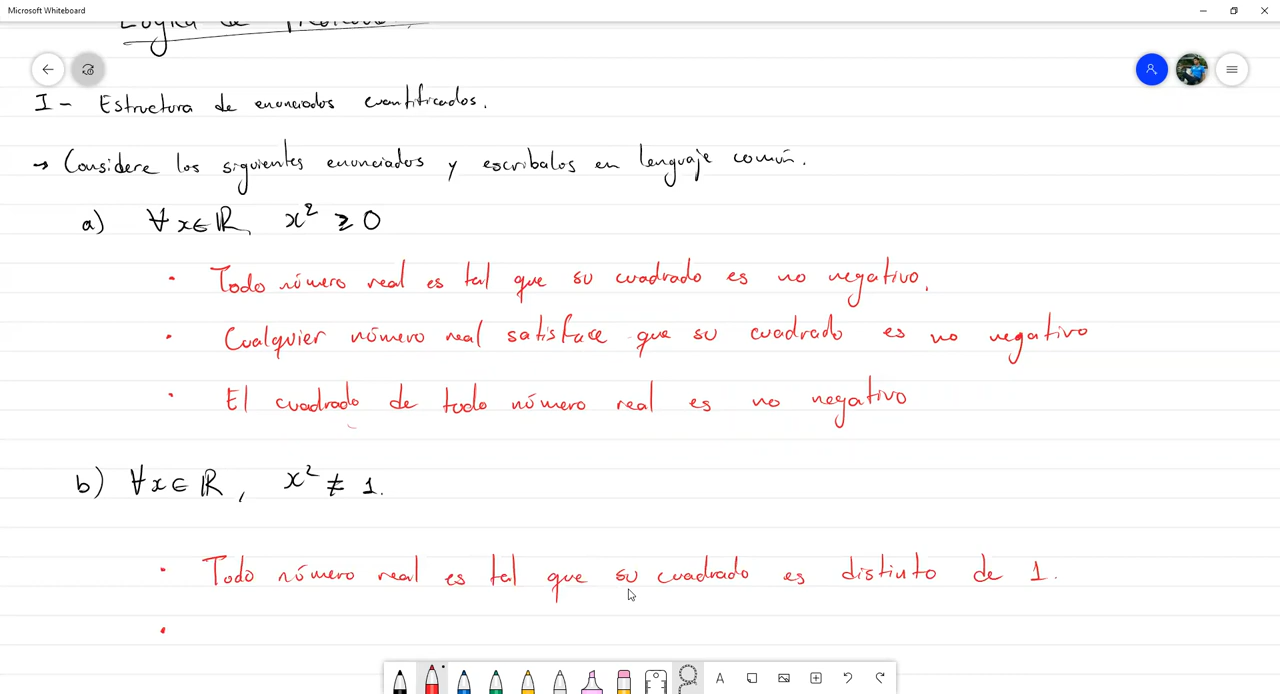 Microsoft Whiteboard
Lógica de
I - Estructura de enunciados cuantificados.
→ Considere los siguientes enunciados y escribalos en lenguaje común.
a) ∀x∈ℝ, x² ≥ 0
• Todo número real es tal que su cuadrado es no negativo.
• Cualquier número real satisface que su cuadrado es no negativo
• El cuadrado de todo número real es no negativo
b) ∀x∈ℝ, x² ≠ 1.
• Todo número real es tal que su cuadrado es distinto de 1.
•
A